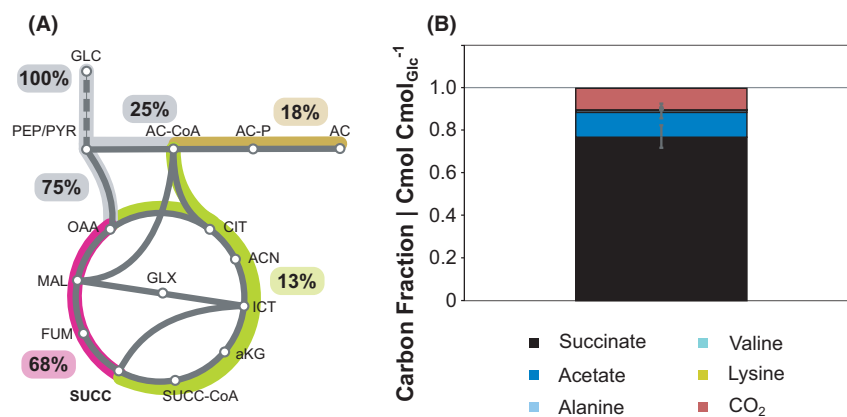 (A)
GLC
100%
25%
18%
PEP/PYR
AC-CoA
AC-P
AC
75%
OAA
CIT
ACN
MAL
GLX
13%
ICT
FUM
aKG
68%
SUCC
SUCC-CoA
(B)
Carbon Fraction | Cmol Cmol_Glc^-1
1.0
0.8
0.6
0.4
0.2
0
Succinate
Valine
Acetate
Lysine
Alanine
CO₂